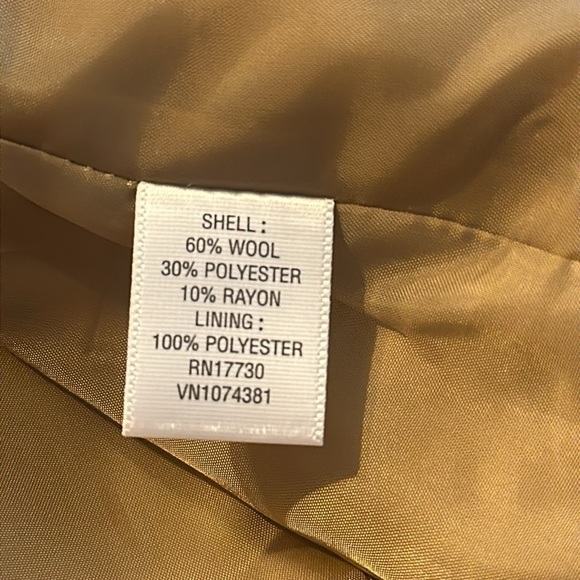 SHELL :
60% WOOL
30% POLYESTER
10% RAYON
LINING :
100% POLYESTER
RN17730
VN1074381